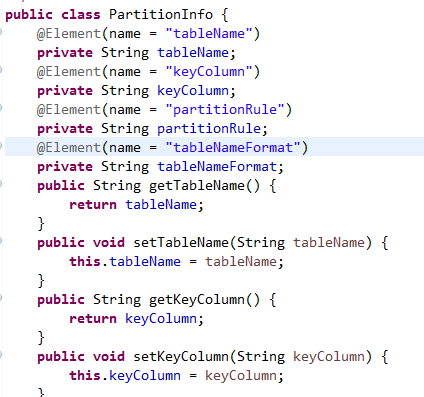 public class PartitionInfo {
    @Element(name = "tableName")
    private String tableName;
    @Element(name = "keyColumn")
    private String keyColumn;
    @Element(name = "partitionRule")
    private String partitionRule;
    @Element(name = "tableNameFormat")
    private String tableNameFormat;
    public String getTableName() {
        return tableName;
    }
    public void setTableName(String tableName) {
        this.tableName = tableName;
    }
    public String getKeyColumn() {
        return keyColumn;
    }
    public void setKeyColumn(String keyColumn) {
        this.keyColumn = keyColumn;
    }